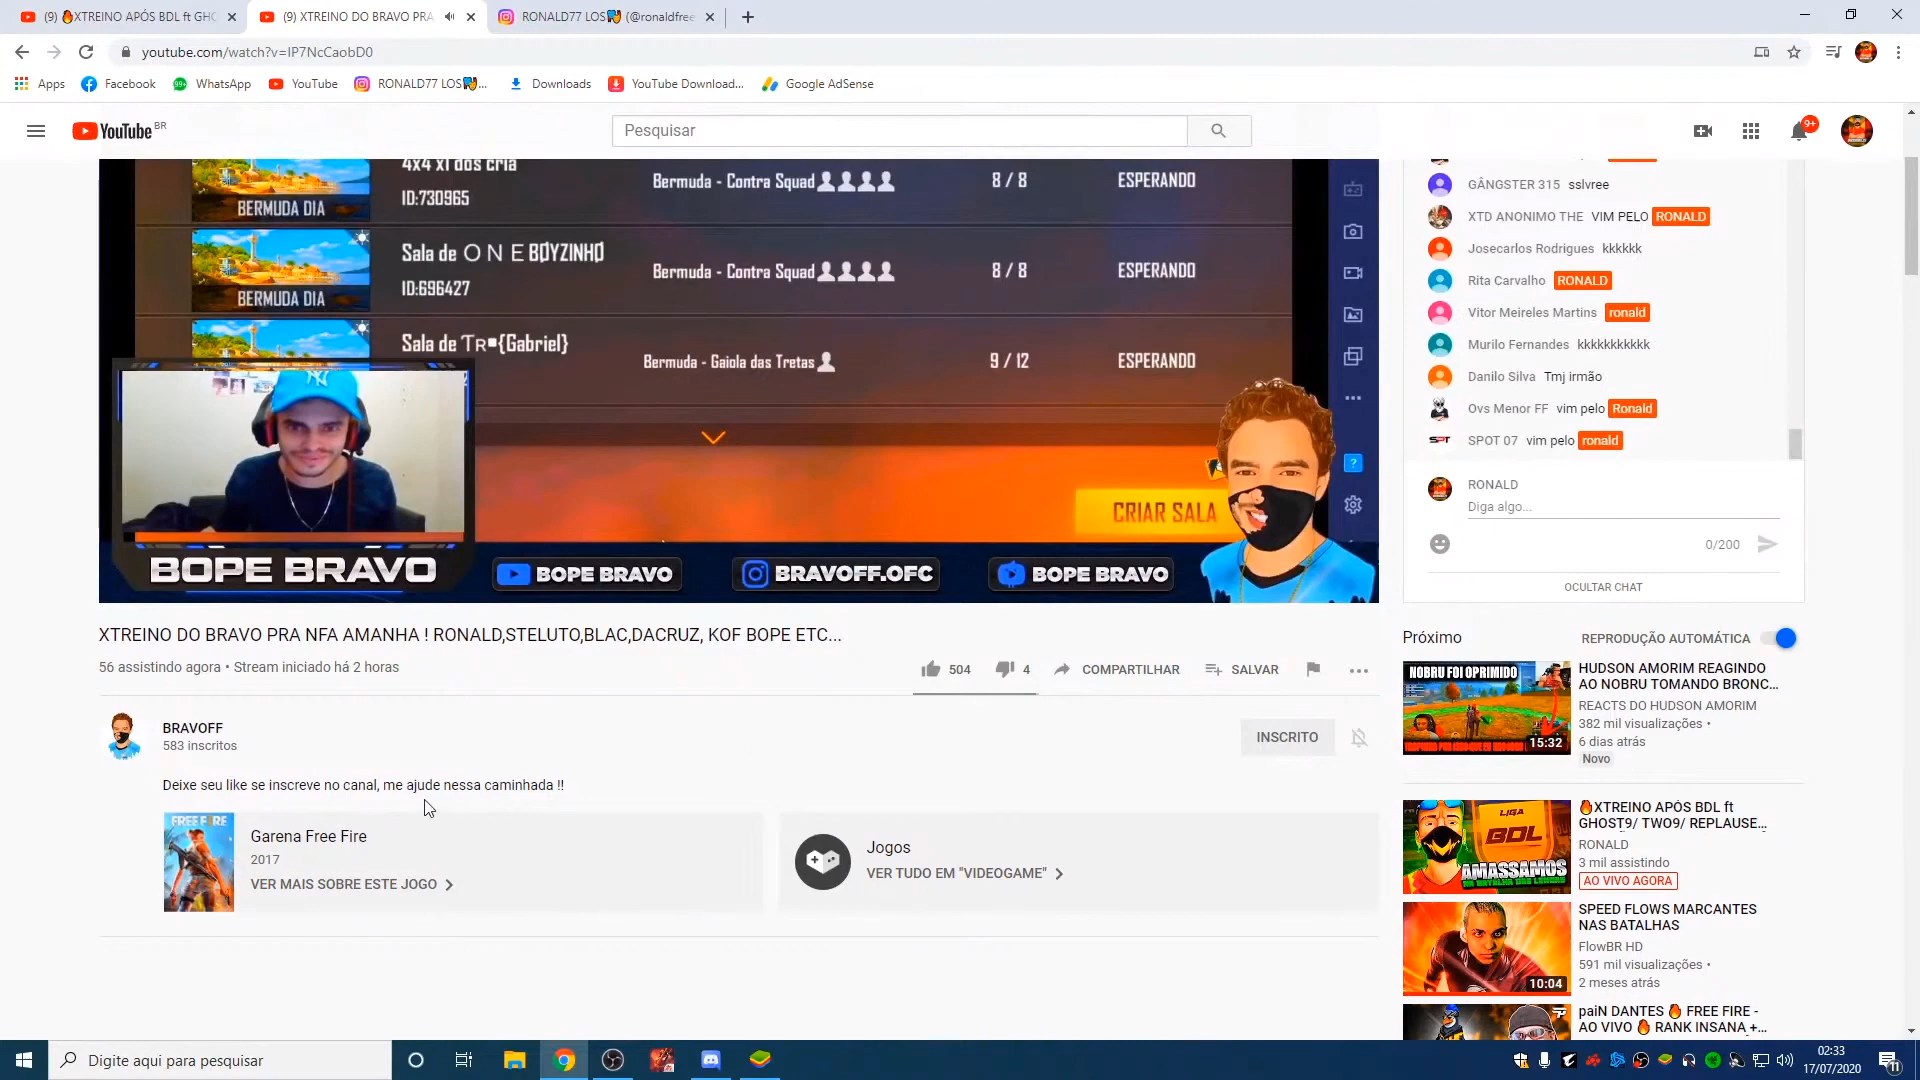 (9) 🔥XTREINO APÓS BDL ft GHO
(9) XTREINO DO BRAVO PRA
RONALD77 LOS (@ronaldfree
youtube.com/watch?v=IP7NcCaobD0
Apps
Facebook
WhatsApp
YouTube
RONALD77 LOS...
Downloads
YouTube Download...
Google AdSense
YouTube BR
Pesquisar
9+
4x4 x1 dos cria
ID:730965
Bermuda - Contra Squad
8 / 8
ESPERANDO
BERMUDA DIA
Sala de O N E BØYZINHØ
ID:696427
Bermuda - Contra Squad
8 / 8
ESPERANDO
BERMUDA DIA
Sala de Tʀ■{Gabriel}
Bermuda - Gaiola das Tretas
9 / 12
ESPERANDO
CRIAR SALA
BOPE BRAVO
BOPE BRAVO
BRAVOFF.OFC
BOPE BRAVO
XTREINO DO BRAVO PRA NFA AMANHA ! RONALD,STELUTO,BLAC,DACRUZ, KOF BOPE ETC...
56 assistindo agora • Stream iniciado há 2 horas
504
4
COMPARTILHAR
SALVAR
BRAVOFF
583 inscritos
INSCRITO
Deixe seu like se inscreve no canal, me ajude nessa caminhada !!
FREE FIRE
Garena Free Fire
2017
VER MAIS SOBRE ESTE JOGO
Jogos
VER TUDO EM "VIDEOGAME"
GÂNGSTER 315 sslvree
XTD ANONIMO THE VIM PELO RONALD
Josecarlos Rodrigues kkkkkk
Rita Carvalho RONALD
Vitor Meireles Martins ronald
Murilo Fernandes kkkkkkkkkkk
Danilo Silva Tmj irmão
Ovs Menor FF vim pelo Ronald
SPT
SPOT 07 vim pelo ronald
RONALD
Diga algo...
0/200
OCULTAR CHAT
Próximo
REPRODUÇÃO AUTOMÁTICA
NOBRU FOI OPRIMIDO
15:32
HUDSON AMORIM REAGINDO
AO NOBRU TOMANDO BRONC...
REACTS DO HUDSON AMORIM
382 mil visualizações •
6 dias atrás
Novo
LIGA
BDL
AMASSAMOS
🔥XTREINO APÓS BDL ft
GHOST9/ TWO9/ REPLAUSE...
RONALD
3 mil assistindo
AO VIVO AGORA
10:04
SPEED FLOWS MARCANTES
NAS BATALHAS
FlowBR HD
591 mil visualizações •
2 meses atrás
paiN DANTES 🔥 FREE FIRE -
AO VIVO 🔥 RANK INSANA +...
Digite aqui para pesquisar
02:33
17/07/2020
11